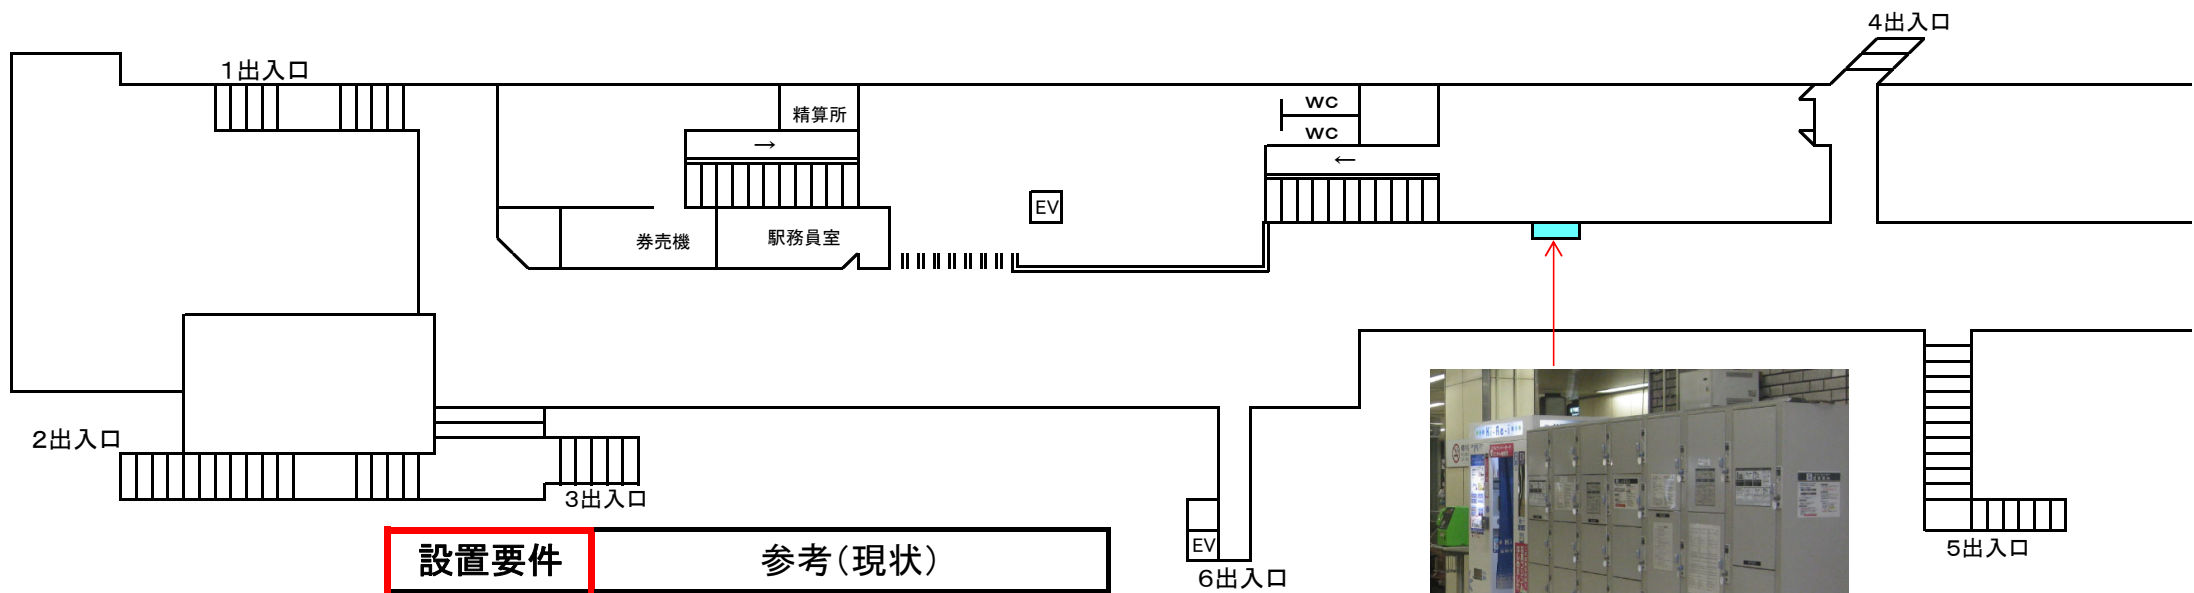 4出入口
1出入口
精算所
WC
WC
→
←
EV
券売機
駅務員室
2出入口
Ki-Re-i
3出入口
設置要件
参考(現状)
EV
6出入口
5出入口